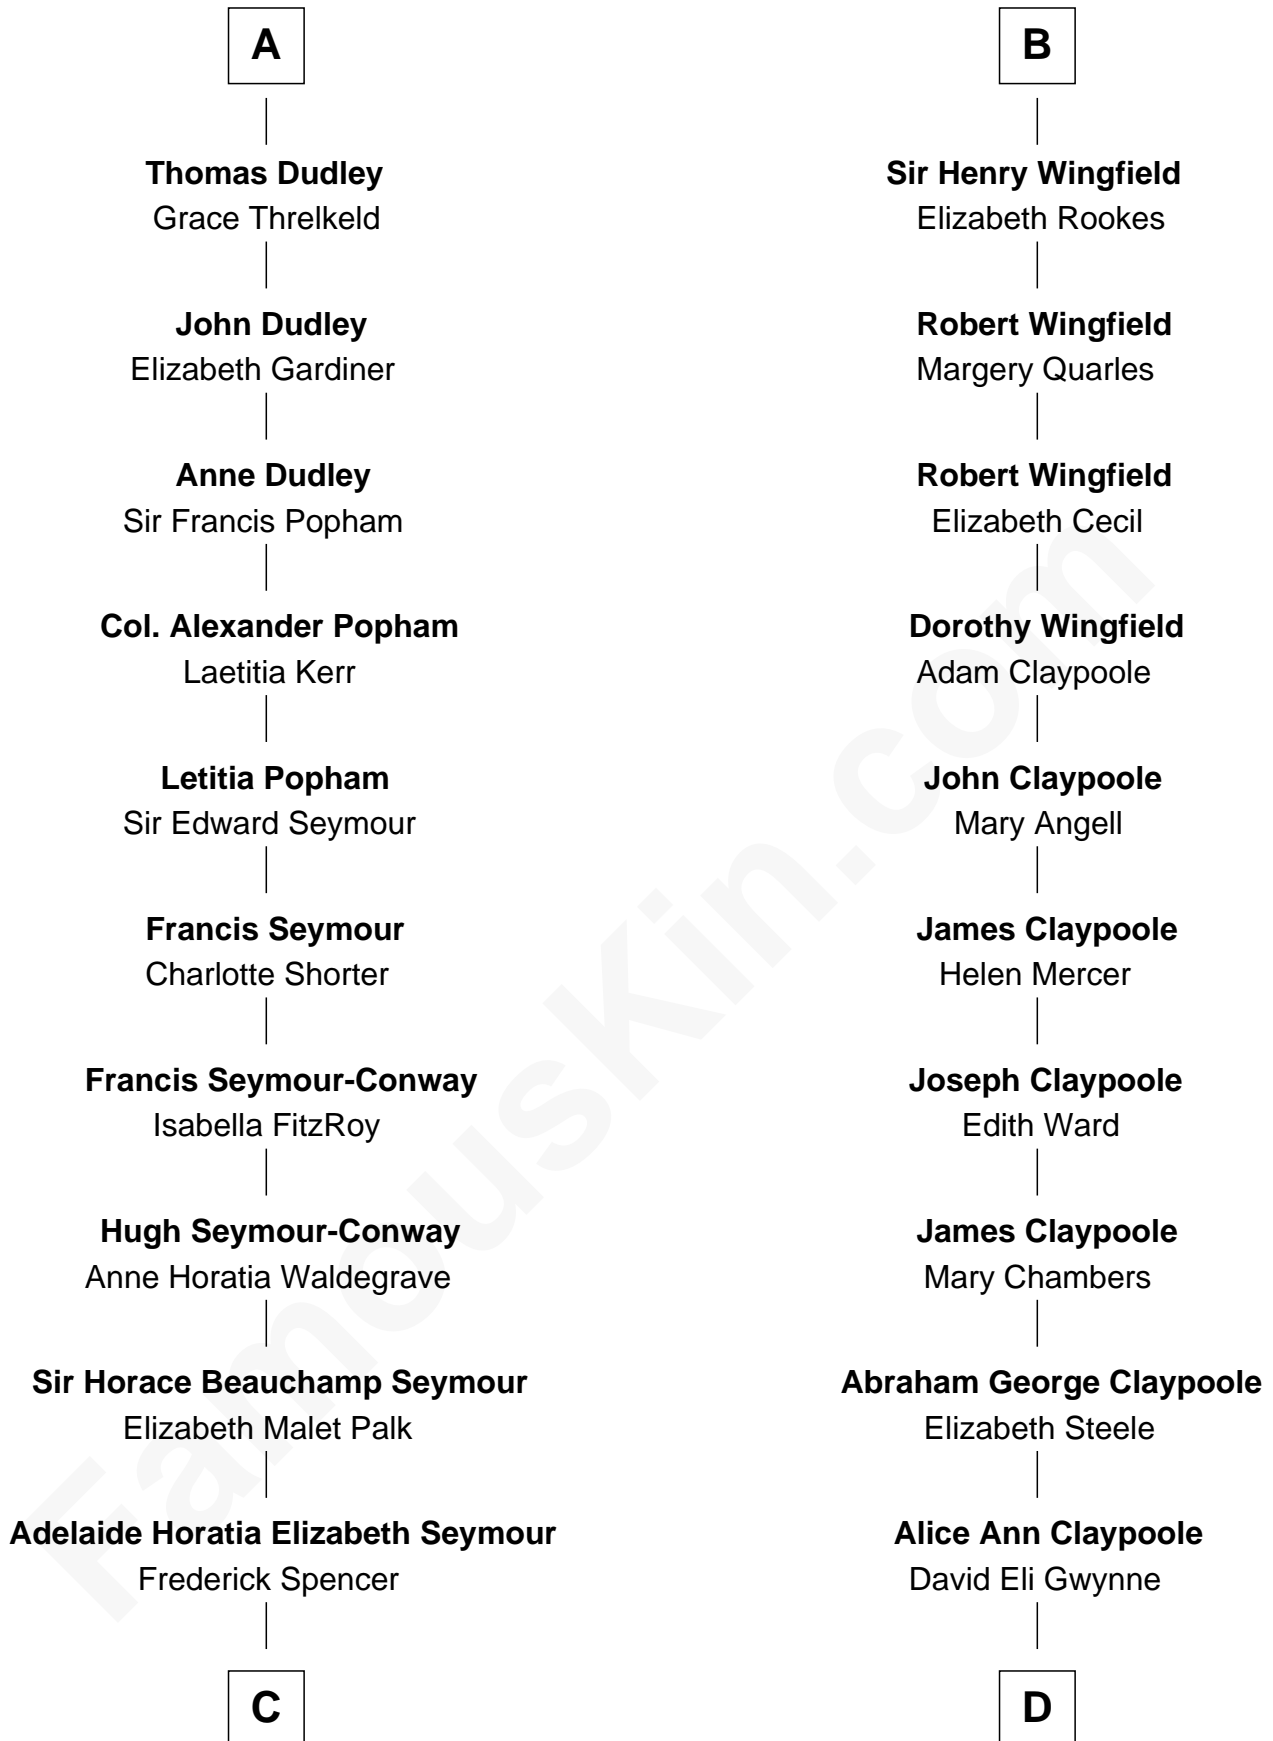 A
Thomas Dudley
Grace Threlkeld
John Dudley
Elizabeth Gardiner
Anne Dudley
Sir Francis Popham
Col. Alexander Popham
Laetitia Kerr
Letitia Popham
Sir Edward Seymour
Francis Seymour
Charlotte Shorter
Francis Seymour-Conway
Isabella FitzRoy
Hugh Seymour-Conway
Anne Horatia Waldegrave
Sir Horace Beauchamp Seymour
Elizabeth Malet Palk
Adelaide Horatia Elizabeth Seymour
Frederick Spencer
C
B
Sir Henry Wingfield
Elizabeth Rookes
Robert Wingfield
Margery Quarles
Robert Wingfield
Elizabeth Cecil
Dorothy Wingfield
Adam Claypoole
John Claypoole
Mary Angell
James Claypoole
Helen Mercer
Joseph Claypoole
Edith Ward
James Claypoole
Mary Chambers
Abraham George Claypoole
Elizabeth Steele
Alice Ann Claypoole
David Eli Gwynne
D
FamousKin.com